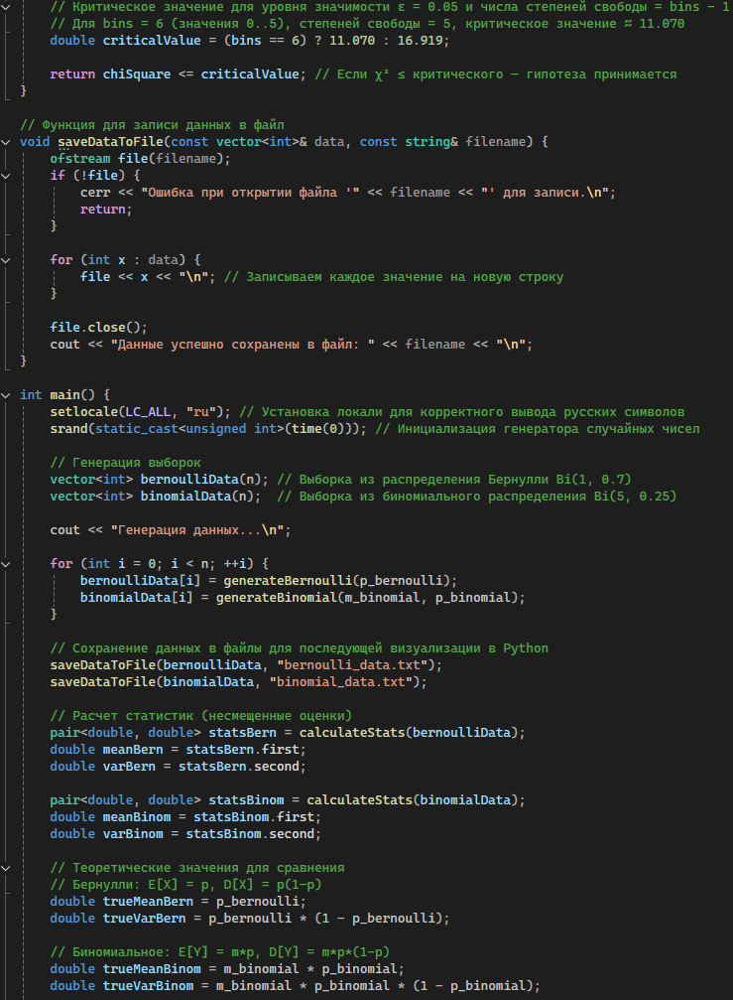 // Критическое значение для уровня значимости ε = 0.05 и числа степеней свободы = bins - 1
// Для bins = 6 (значения 0..5), степеней свободы = 5, критическое значение ≈ 11.070
double criticalValue = (bins == 6) ? 11.070 : 16.919;
return chiSquare <= criticalValue; // Если χ² ≤ критического — гипотеза принимается
}
// Функция для записи данных в файл
void saveDataToFile(const vector<int>& data, const string& filename) {
ofstream file(filename);
if (!file) {
cerr << "Ошибка при открытии файла '" << filename << "' для записи.\n";
return;
}
for (int x : data) {
file << x << "\n"; // Записываем каждое значение на новую строку
}
file.close();
cout << "Данные успешно сохранены в файл: " << filename << "\n";
}
int main() {
setlocale(LC_ALL, "ru"); // Установка локали для корректного вывода русских символов
srand(static_cast<unsigned int>(time(0))); // Инициализация генератора случайных чисел
// Генерация выборок
vector<int> bernoulliData(n); // Выборка из распределения Бернулли Bi(1, 0.7)
vector<int> binomialData(n);  // Выборка из биномиального распределения Bi(5, 0.25)
cout << "Генерация данных...\n";
for (int i = 0; i < n; ++i) {
bernoulliData[i] = generateBernoulli(p_bernoulli);
binomialData[i] = generateBinomial(m_binomial, p_binomial);
}
// Сохранение данных в файлы для последующей визуализации в Python
saveDataToFile(bernoulliData, "bernoulli_data.txt");
saveDataToFile(binomialData, "binomial_data.txt");
// Расчет статистик (несмещенные оценки)
pair<double, double> statsBern = calculateStats(bernoulliData);
double meanBern = statsBern.first;
double varBern = statsBern.second;
pair<double, double> statsBinom = calculateStats(binomialData);
double meanBinom = statsBinom.first;
double varBinom = statsBinom.second;
// Теоретические значения для сравнения
// Бернулли: E[X] = p, D[X] = p(1-p)
double trueMeanBern = p_bernoulli;
double trueVarBern = p_bernoulli * (1 - p_bernoulli);
// Биномиальное: E[Y] = m*p, D[Y] = m*p*(1-p)
double trueMeanBinom = m_binomial * p_binomial;
double trueVarBinom = m_binomial * p_binomial * (1 - p_binomial);